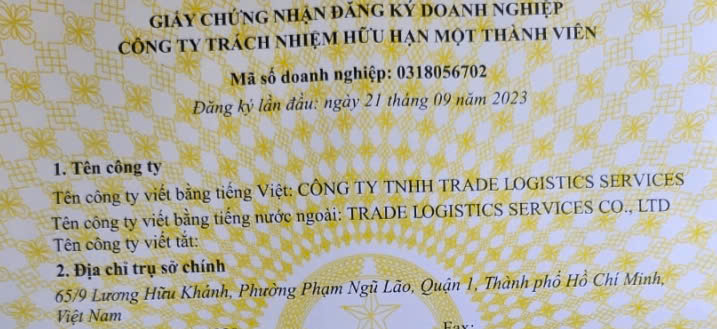 GIẤY CHỨNG NHẬN ĐĂNG KÝ DOANH NGHIỆP
CÔNG TY TRÁCH NHIỆM HỮU HẠN MỘT THÀNH VIÊN
Mã số doanh nghiệp: 0318056702
Đăng ký lần đầu: ngày 21 tháng 09 năm 2023
1. Tên công ty
Tên công ty viết bằng tiếng Việt: CÔNG TY TNHH TRADE LOGISTICS SERVICES
Tên công ty viết bằng tiếng nước ngoài: TRADE LOGISTICS SERVICES CO., LTD
Tên công ty viết tắt:
2. Địa chỉ trụ sở chính
65/9 Lương Hữu Khánh, Phường Phạm Ngũ Lão, Quận 1, Thành phố Hồ Chí Minh,
Việt Nam
Fax: